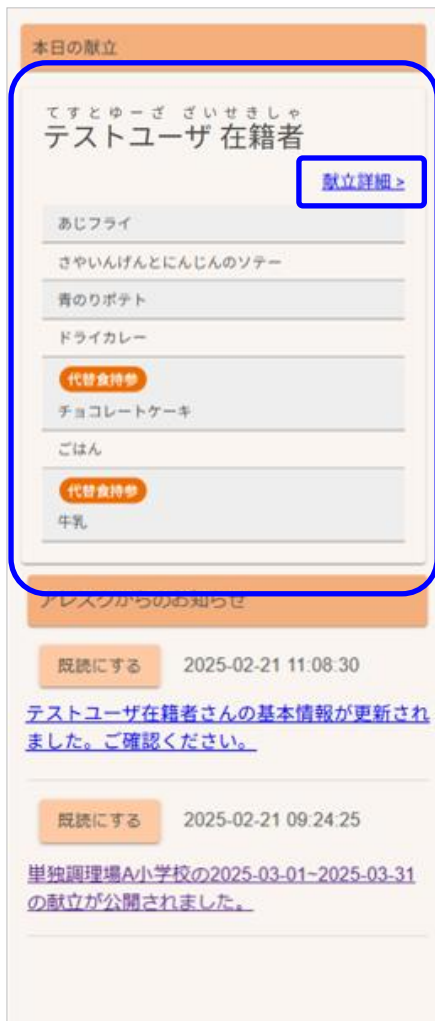 本日の献立
てすとゆーざ ざいせきしゃ
テストユーザ 在籍者
献立詳細 >
あじフライ
さやいんげんとにんじんのソテー
青のりポテト
ドライカレー
代替食持参
チョコレートケーキ
ごはん
代替食持参
牛乳
アレスクからのお知らせ
既読にする 2025-02-21 11:08:30
テストユーザ在籍者さんの基本情報が更新され
ました。ご確認ください。
既読にする 2025-02-21 09:24:25
単独調理場A小学校の2025-03-01~2025-03-31
の献立が公開されました。